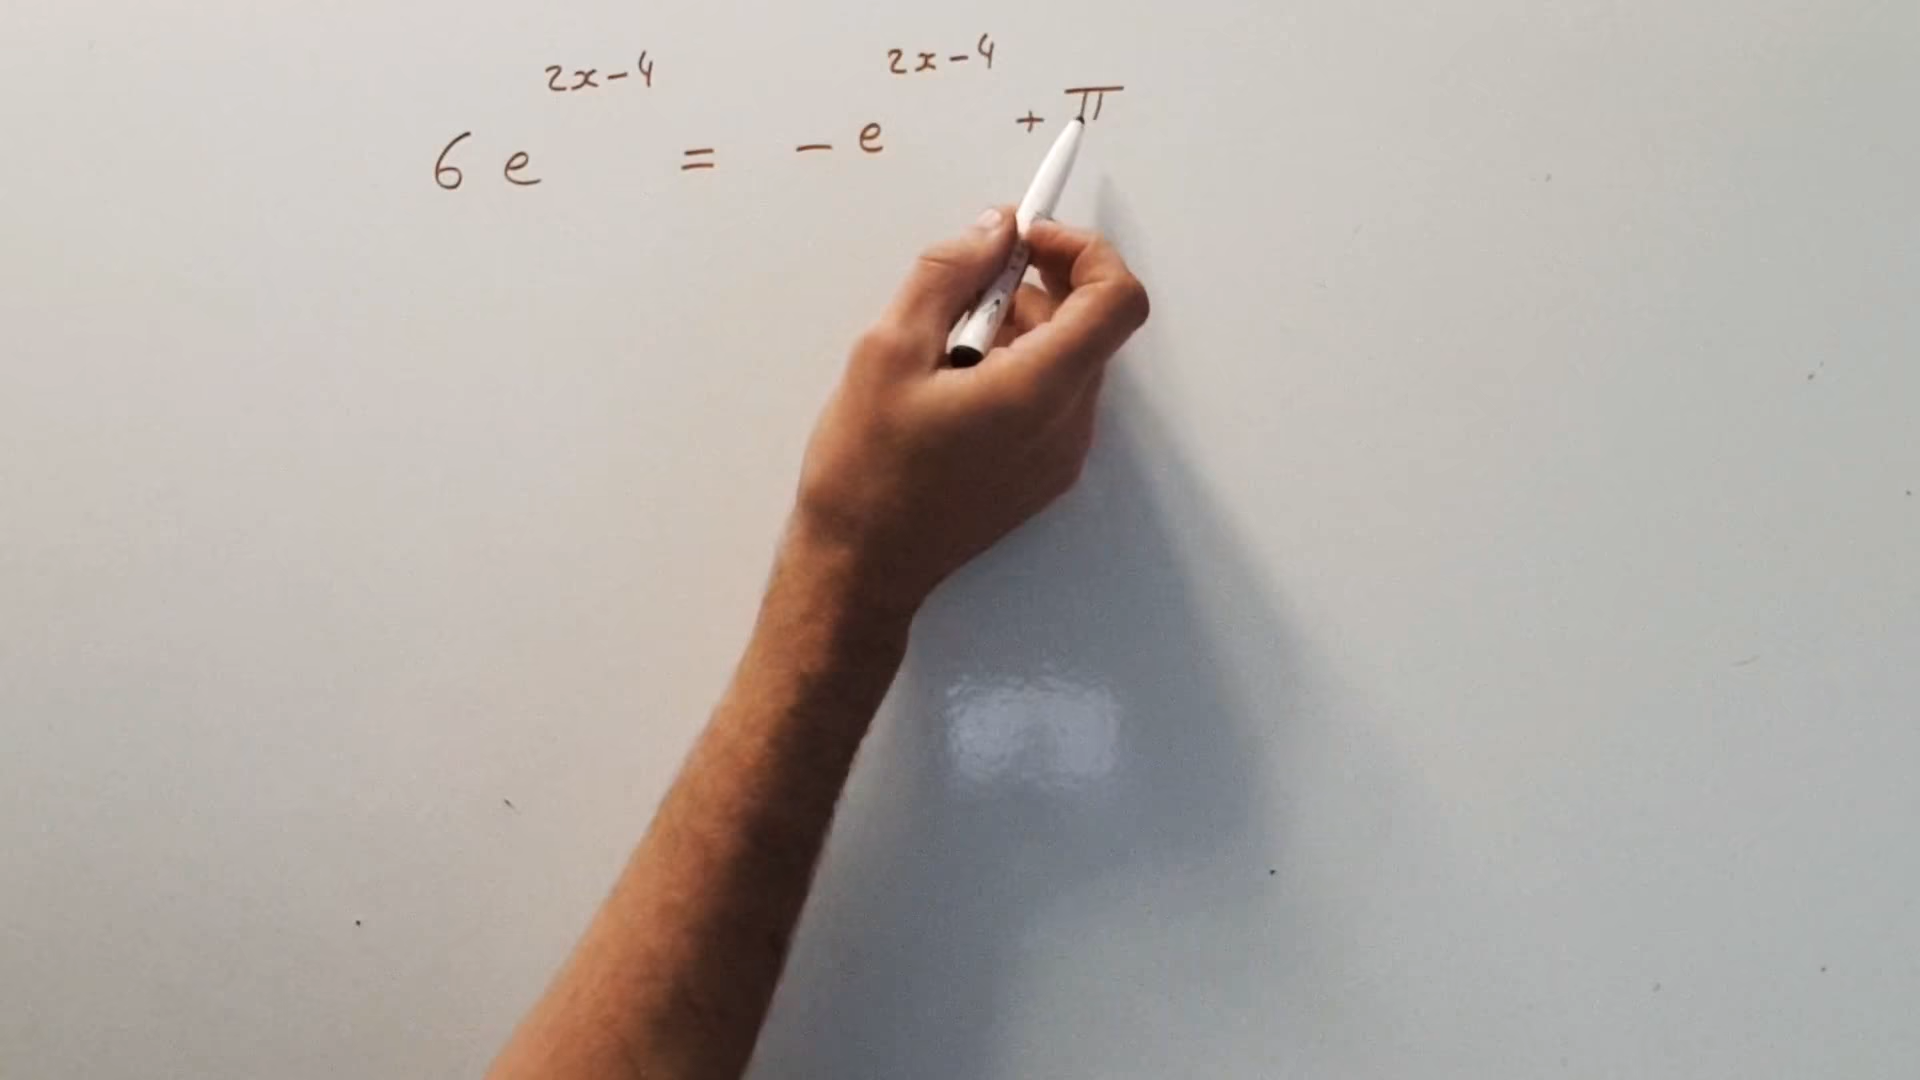 6 e^{2x-4} = - e^{2x-4} + π